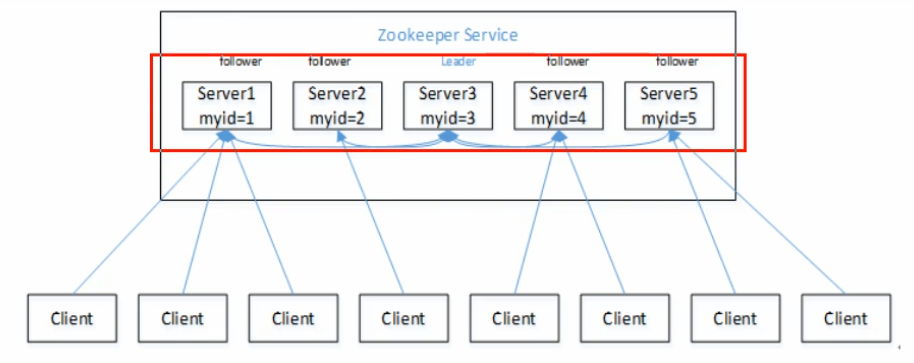 Zookeeper Service
follower
follower
Leader
follower
follower
Server1
myid=1
Server2
myid=2
Server3
myid=3
Server4
myid=4
Server5
myid=5
Client
Client
Client
Client
Client
Client
Client
Client